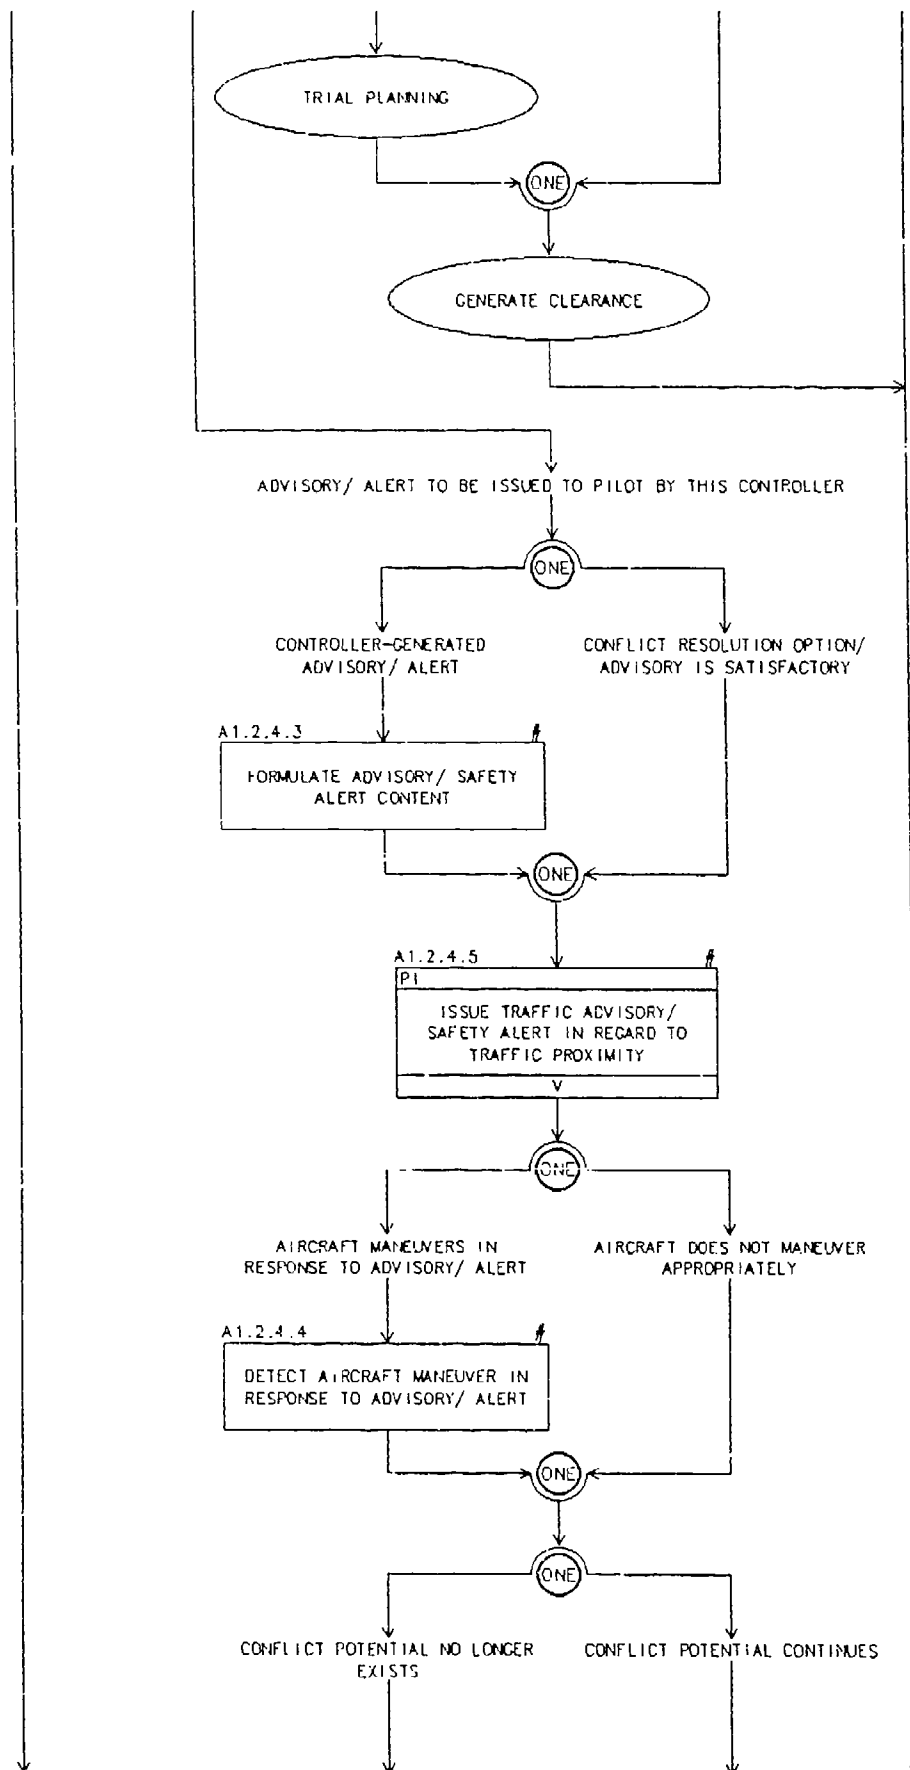 TRIAL PLANNING
ONE
GENERATE CLEARANCE
ADVISORY/ ALERT TO BE ISSUED TO PILOT BY THIS CONTROLLER
ONE
CONTROLLER-GENERATED
ADVISORY/ ALERT
CONFLICT RESOLUTION OPTION/
ADVISORY IS SATISFACTORY
A1.2.4.3
FORMULATE ADVISORY/ SAFETY
ALERT CONTENT
ONE
A1.2.4.5
PI
ISSUE TRAFFIC ADVISORY/
SAFETY ALERT IN REGARD TO
TRAFFIC PROXIMITY
V
ONE
AIRCRAFT MANEUVERS IN
RESPONSE TO ADVISORY/ ALERT
AIRCRAFT DOES NOT MANEUVER
APPROPRIATELY
A1.2.4.4
DETECT AIRCRAFT MANEUVER IN
RESPONSE TO ADVISORY/ ALERT
ONE
ONE
CONFLICT POTENTIAL NO LONGER
EXISTS
CONFLICT POTENTIAL CONTINUES